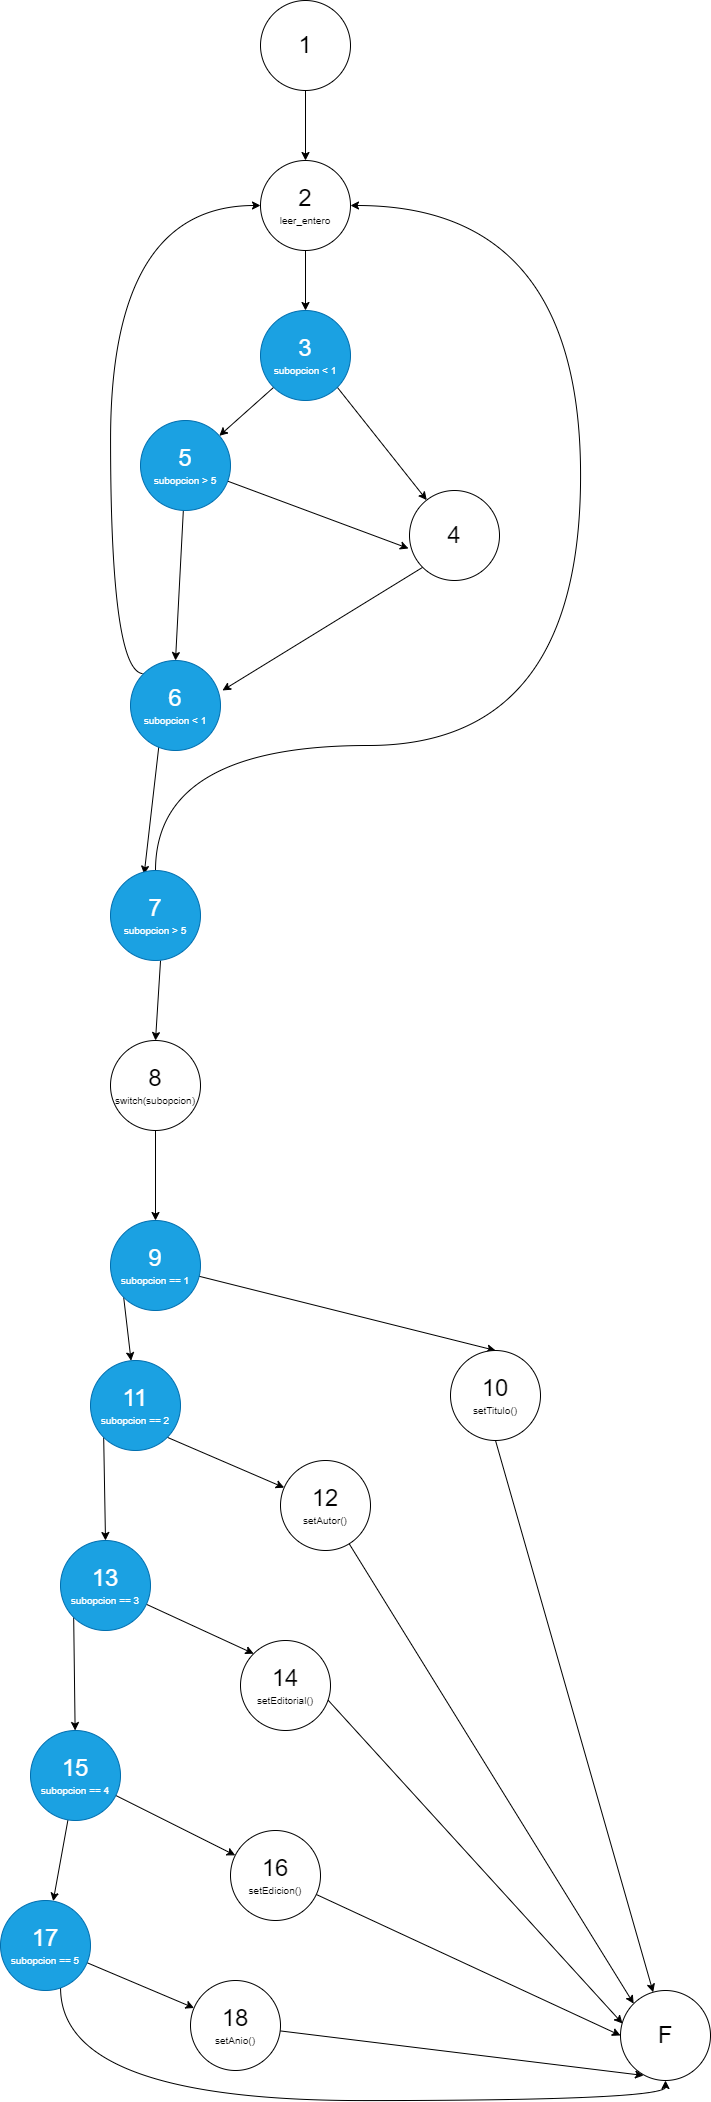 1
2
leer_entero
3
subopcion < 1
5
subopcion > 5
4
6
subopcion < 1
7
subopcion > 5
8
switch(subopcion)
9
subopcion == 1
10
setTitulo()
11
subopcion == 2
12
setAutor()
13
subopcion == 3
14
setEditorial()
15
subopcion == 4
16
setEdicion()
17
subopcion == 5
18
setAnio()
F